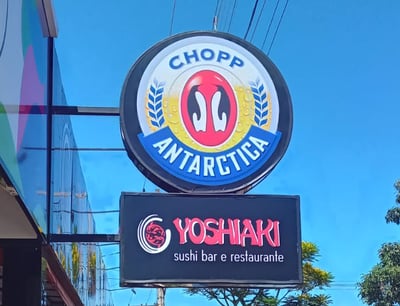 CHOPP
ANTARCTICA
YOSHIAKI
sushi bar e restaurante